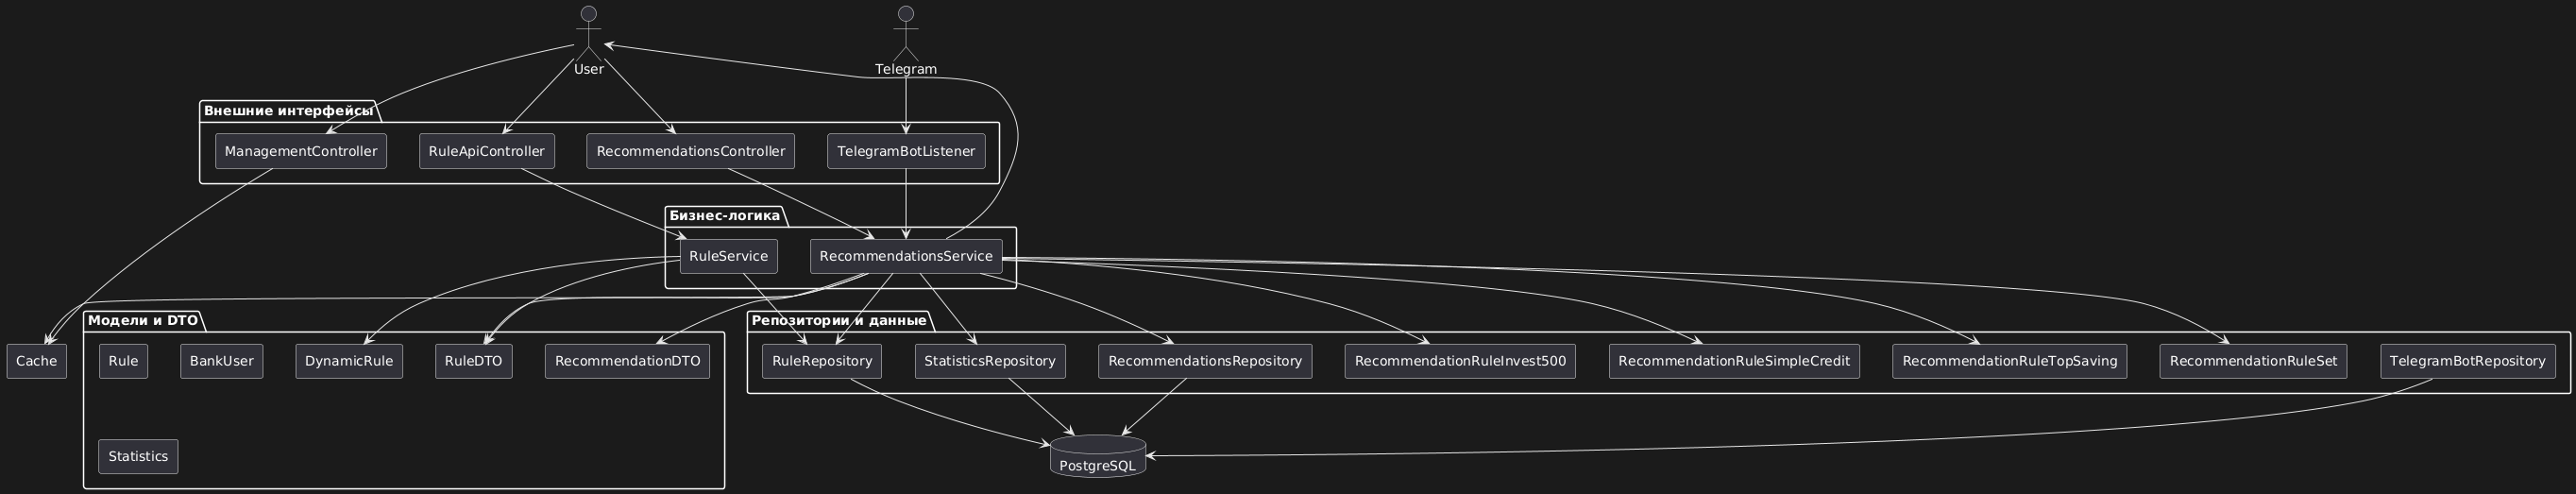 User
Telegram
Внешние интерфейсы
ManagementController
RuleApiController
RecommendationsController
TelegramBotListener
Бизнес-логика
RuleService
RecommendationsService
Модели и DTO
Репозитории и данные
Cache
Rule
BankUser
DynamicRule
RuleDTO
RecommendationDTO
RuleRepository
StatisticsRepository
RecommendationsRepository
RecommendationRuleInvest500
RecommendationRuleSimpleCredit
RecommendationRuleTopSaving
RecommendationRuleSet
TelegramBotRepository
Statistics
PostgreSQL